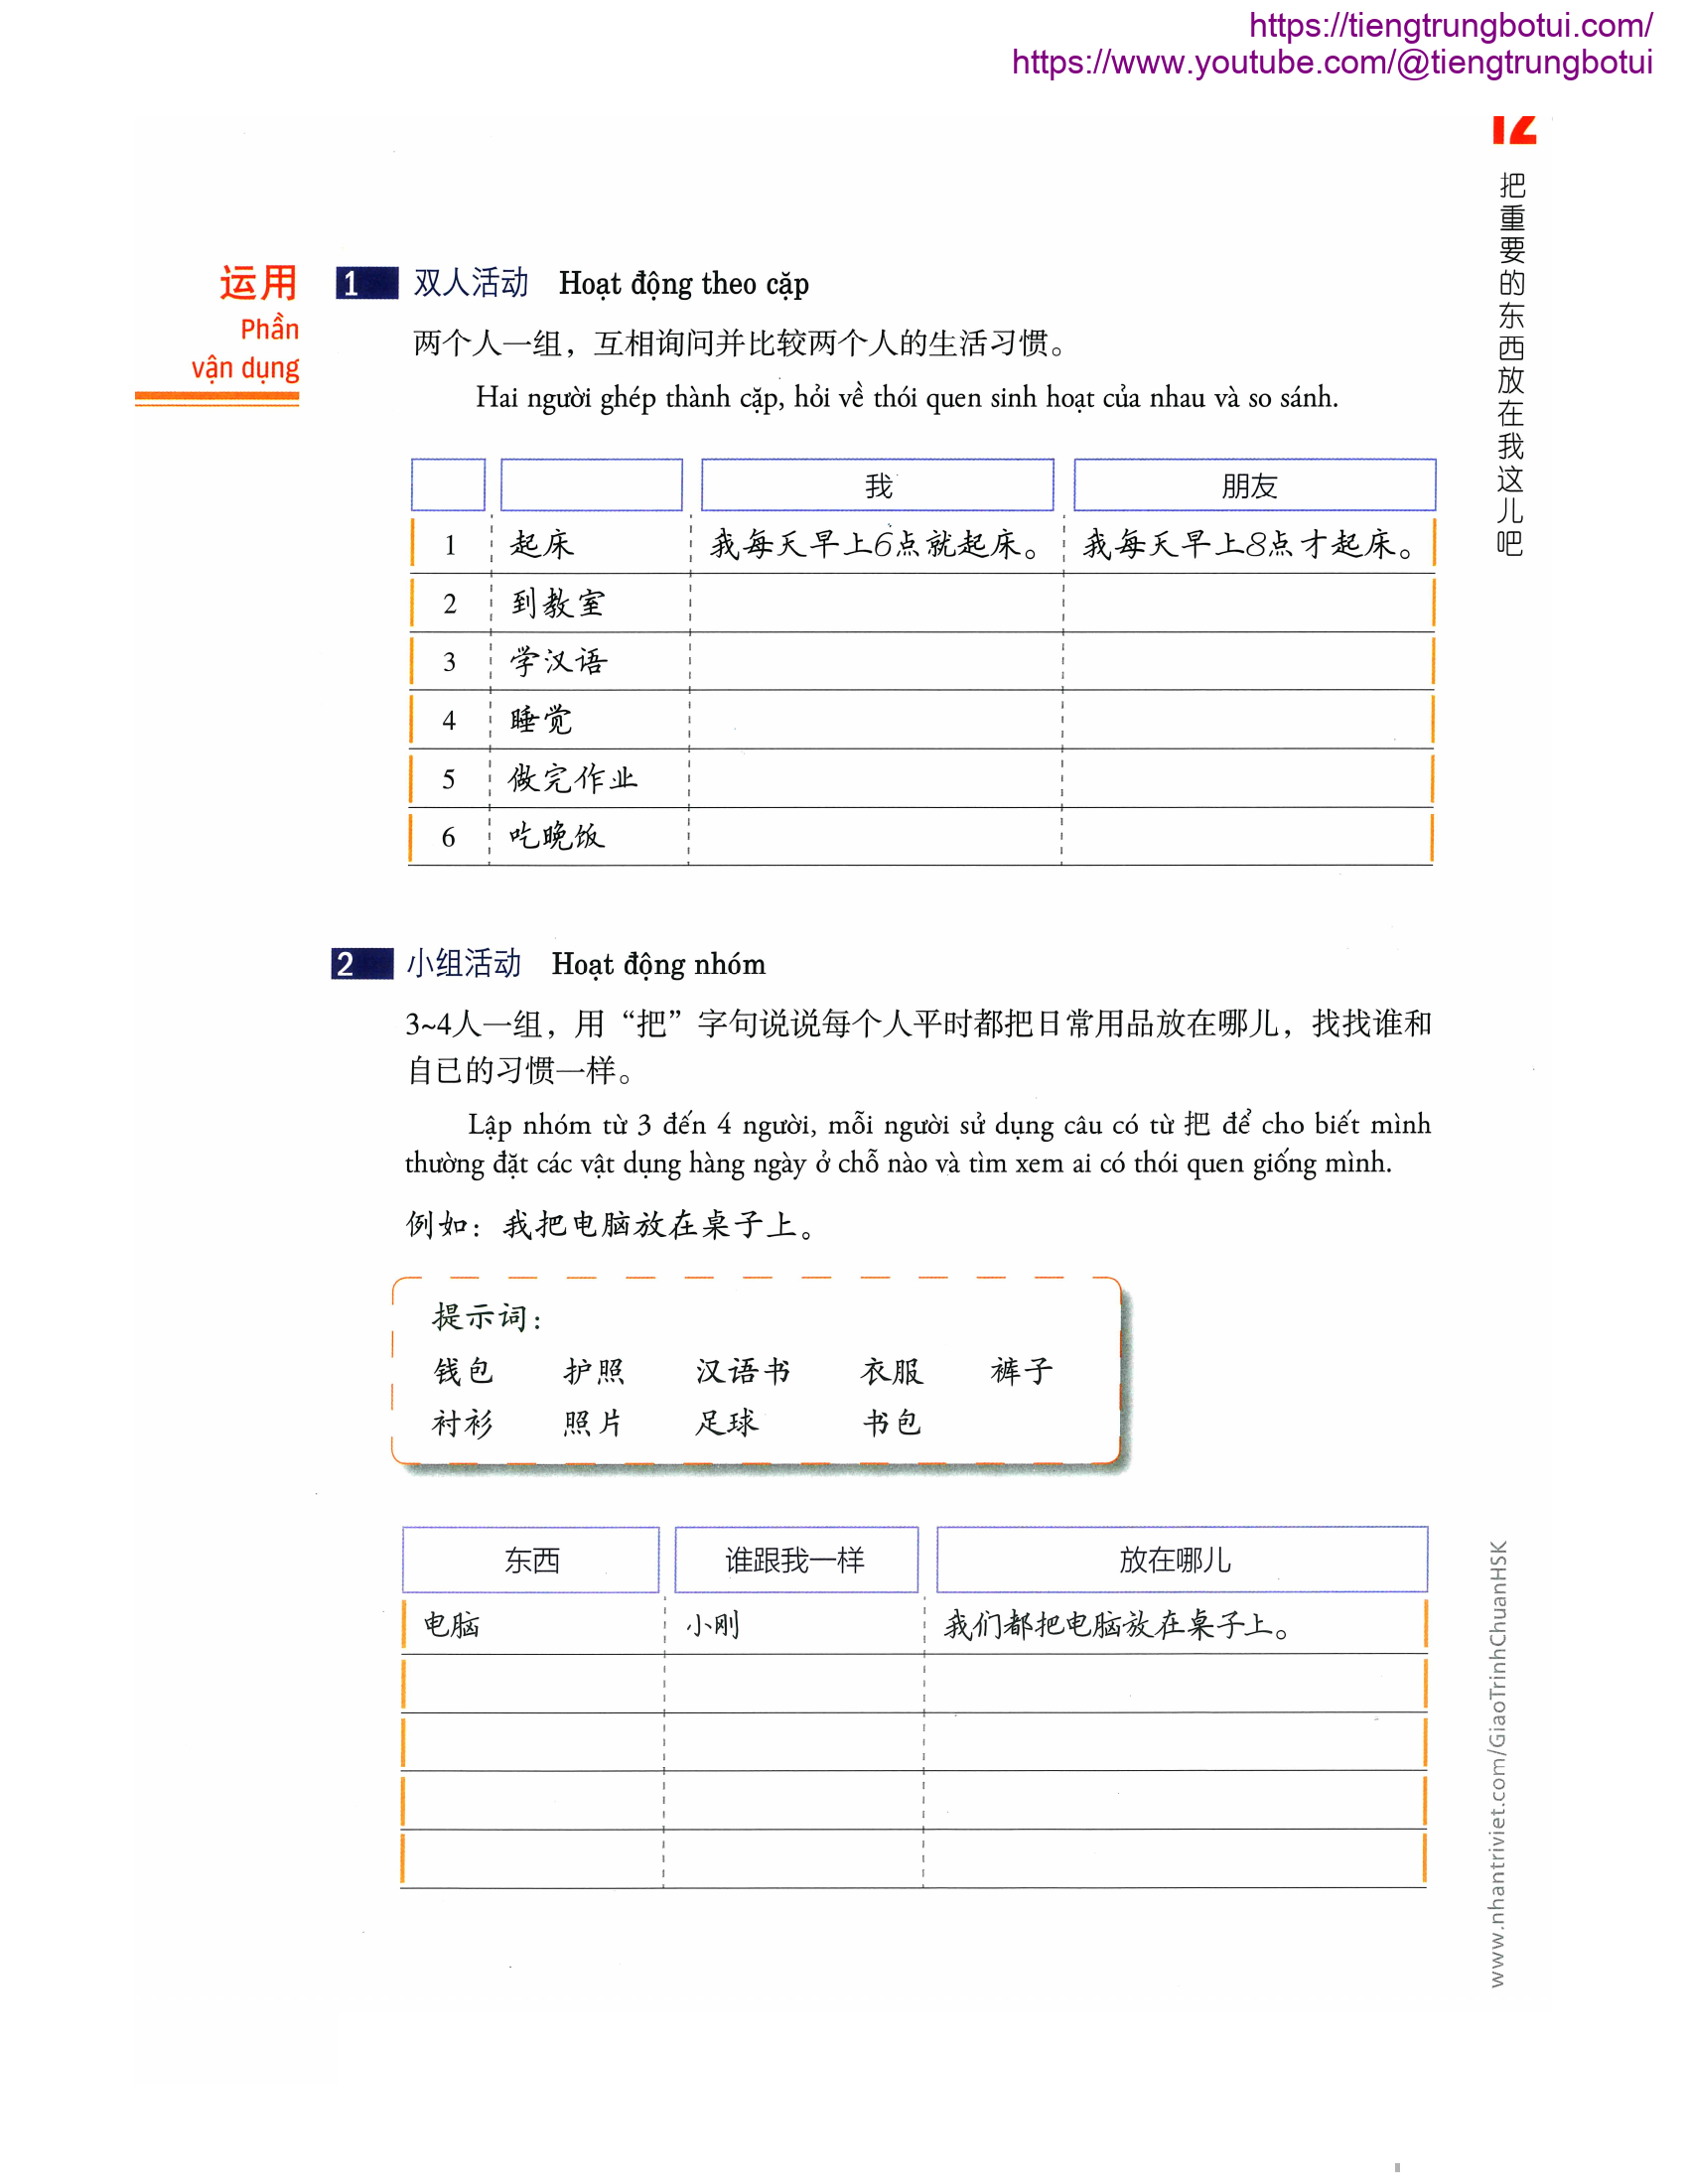 https://tiengtrungbotui.com/
https://www.youtube.com/@tiengtrungbotui
12
把重要的东西放在我这儿吧
运用
Phần
vận dụng
1 双人活动 Hoạt động theo cặp
两个人一组，互相询问并比较两个人的生活习惯。
Hai người ghép thành cặp, hỏi về thói quen sinh hoạt của nhau và so sánh.
我 朋友
1 起床 我每天早上6点就起床。 我每天早上8点才起床。
2 到教室
3 学汉语
4 睡觉
5 做完作业
6 吃晚饭
2 小组活动 Hoạt động nhóm
3~4人一组，用“把”字句说说每个人平时都把日常用品放在哪儿，找找谁和
自己的习惯一样。
Lập nhóm từ 3 đến 4 người, mỗi người sử dụng câu có từ 把 để cho biết mình
thường đặt các vật dụng hàng ngày ở chỗ nào và tìm xem ai có thói quen giống mình.
例如：我把电脑放在桌子上。
提示词：
钱包 护照 汉语书 衣服 裤子
衬衫 照片 足球 书包
东西 谁跟我一样 放在哪儿
电脑 小刚 我们都把电脑放在桌子上。
www.nhantriviet.com/GiaoTrinhChuanHSK